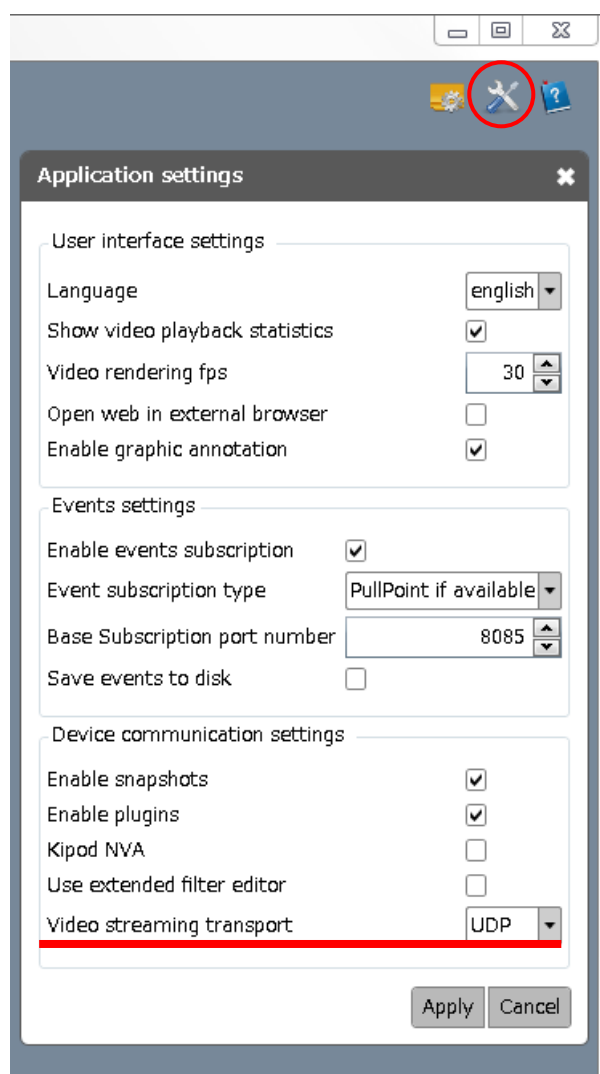 ?
Application settings
User interface settings
Language english
Show video playback statistics
Video rendering fps 30
Open web in external browser
Enable graphic annotation
Events settings
Enable events subscription
Event subscription type PullPoint if available
Base Subscription port number 8085
Save events to disk
Device communication settings
Enable snapshots
Enable plugins
Kipod NVA
Use extended filter editor
Video streaming transport UDP
Apply Cancel